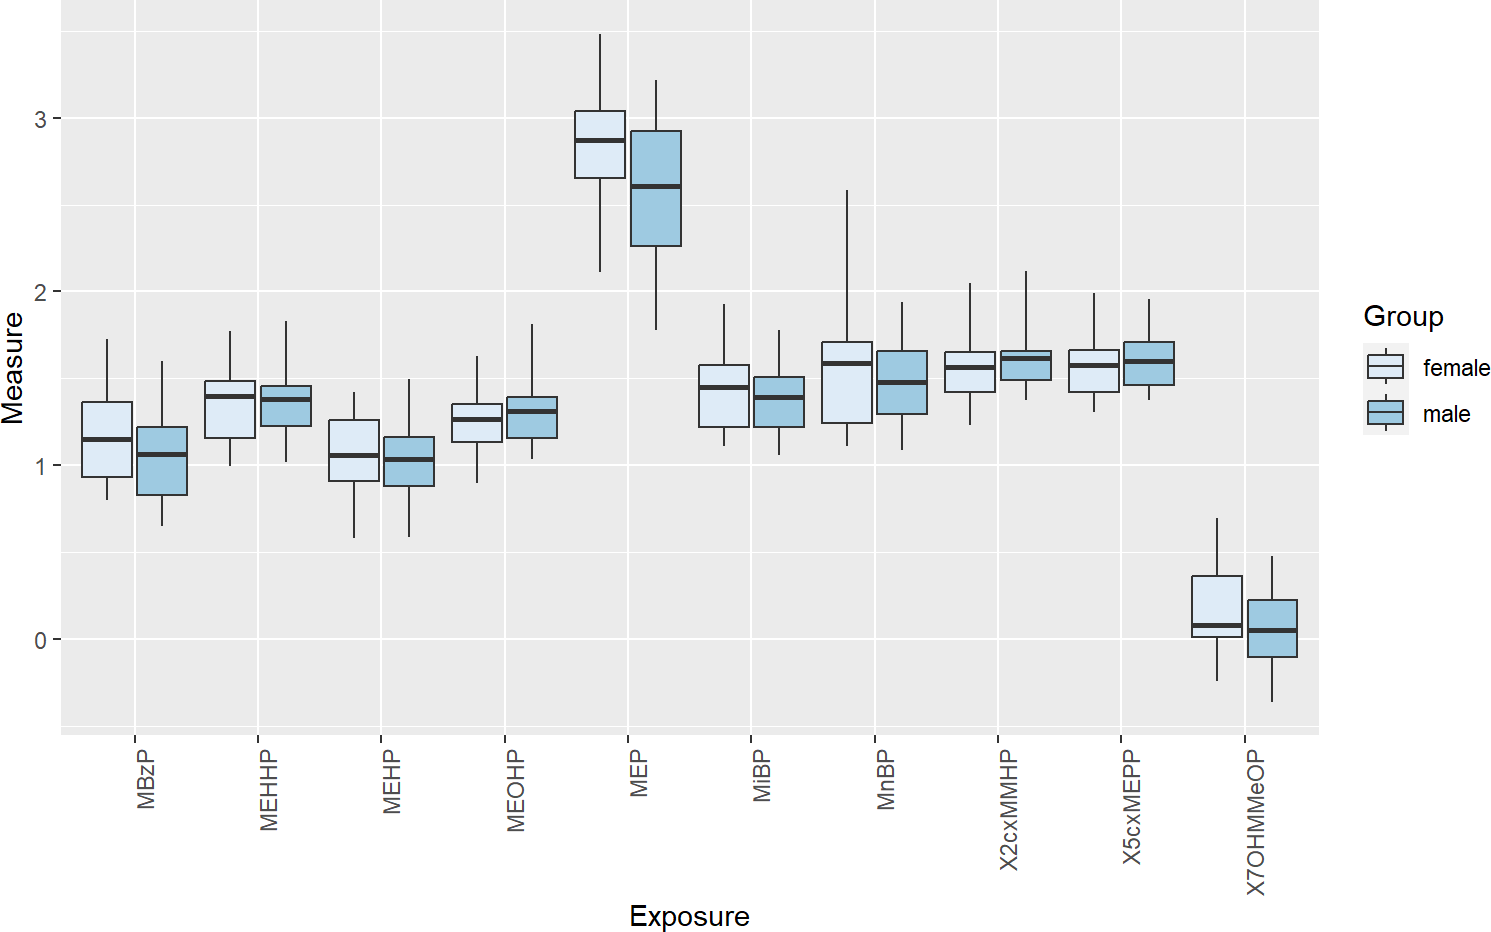 Measure
3
2
1
0
MBzP
MEHHP
MEHP
MEOHP
MEP
MiBP
MnBP
X2cxMMHP
X5cxMEPP
X7OHMMeOP
Exposure
Group
female
male